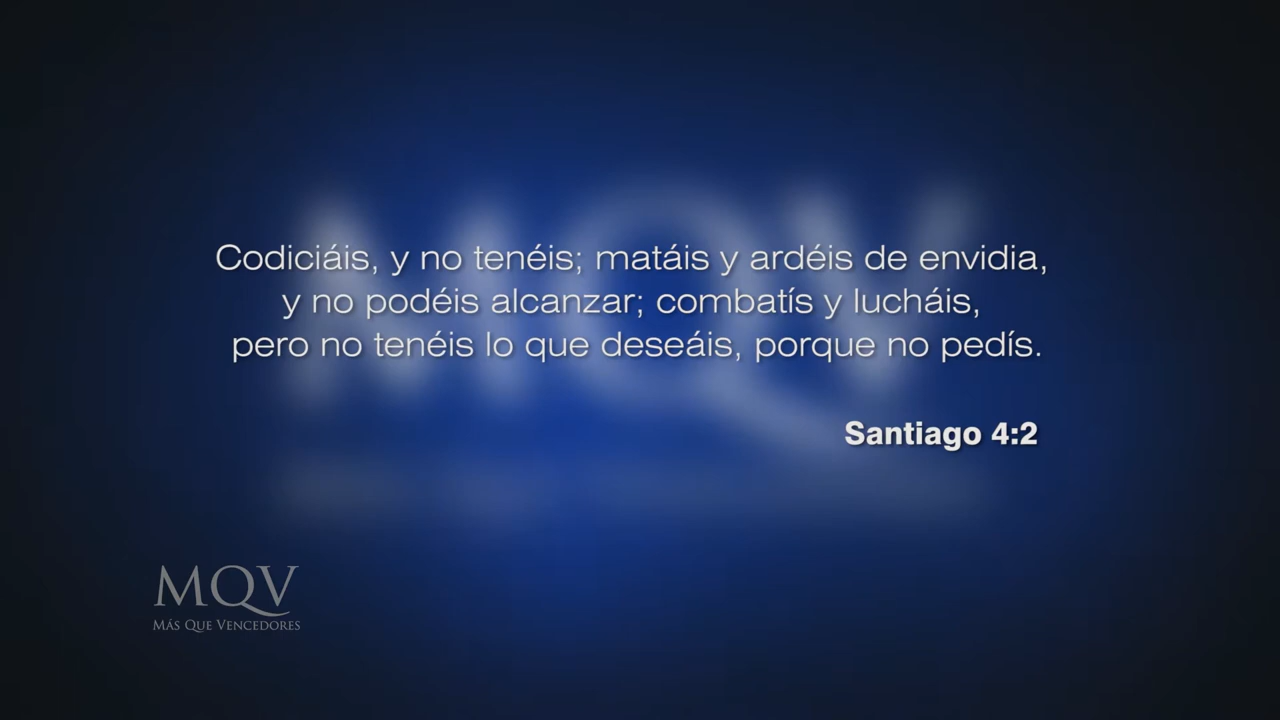 Codiciáis, y no tenéis; matáis y ardéis de envidia,
y no podéis alcanzar; combatís y lucháis,
pero no tenéis lo que deseáis, porque no pedís.
Santiago 4:2
MQV
MÁS QUE VENCEDORES